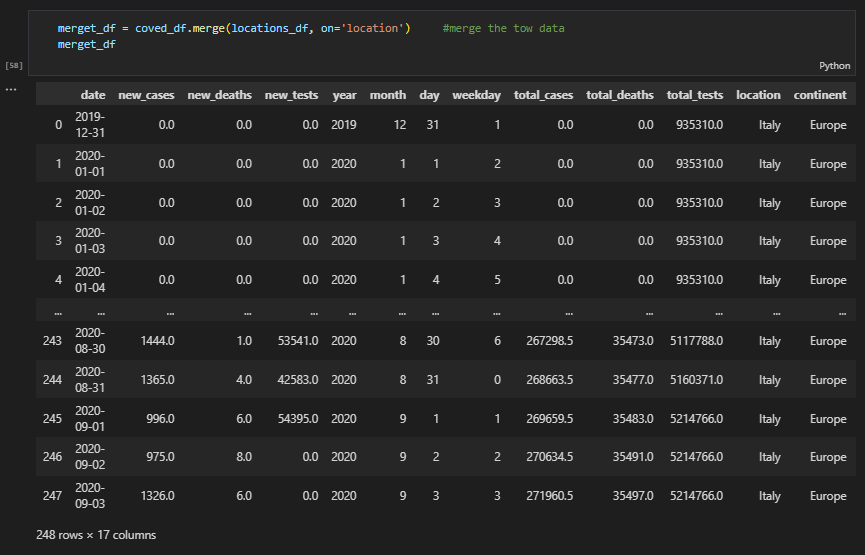 merget_df = coved_df.merge(locations_df, on='location') #merge the tow data
merget_df
[58]
Python
...
date new_cases new_deaths new_tests year month day weekday total_cases total_deaths total_tests location continent
0 2019-12-31 0.0 0.0 0.0 2019 12 31 1 0.0 0.0 935310.0 Italy Europe
1 2020-01-01 0.0 0.0 0.0 2020 1 1 2 0.0 0.0 935310.0 Italy Europe
2 2020-01-02 0.0 0.0 0.0 2020 1 2 3 0.0 0.0 935310.0 Italy Europe
3 2020-01-03 0.0 0.0 0.0 2020 1 3 4 0.0 0.0 935310.0 Italy Europe
4 2020-01-04 0.0 0.0 0.0 2020 1 4 5 0.0 0.0 935310.0 Italy Europe
... ... ... ... ... ... ... ... ... ... ... ... ... ...
243 2020-08-30 1444.0 1.0 53541.0 2020 8 30 6 267298.5 35473.0 5117788.0 Italy Europe
244 2020-08-31 1365.0 4.0 42583.0 2020 8 31 0 268663.5 35477.0 5160371.0 Italy Europe
245 2020-09-01 996.0 6.0 54395.0 2020 9 1 1 269659.5 35483.0 5214766.0 Italy Europe
246 2020-09-02 975.0 8.0 0.0 2020 9 2 2 270634.5 35491.0 5214766.0 Italy Europe
247 2020-09-03 1326.0 6.0 0.0 2020 9 3 3 271960.5 35497.0 5214766.0 Italy Europe
248 rows × 17 columns